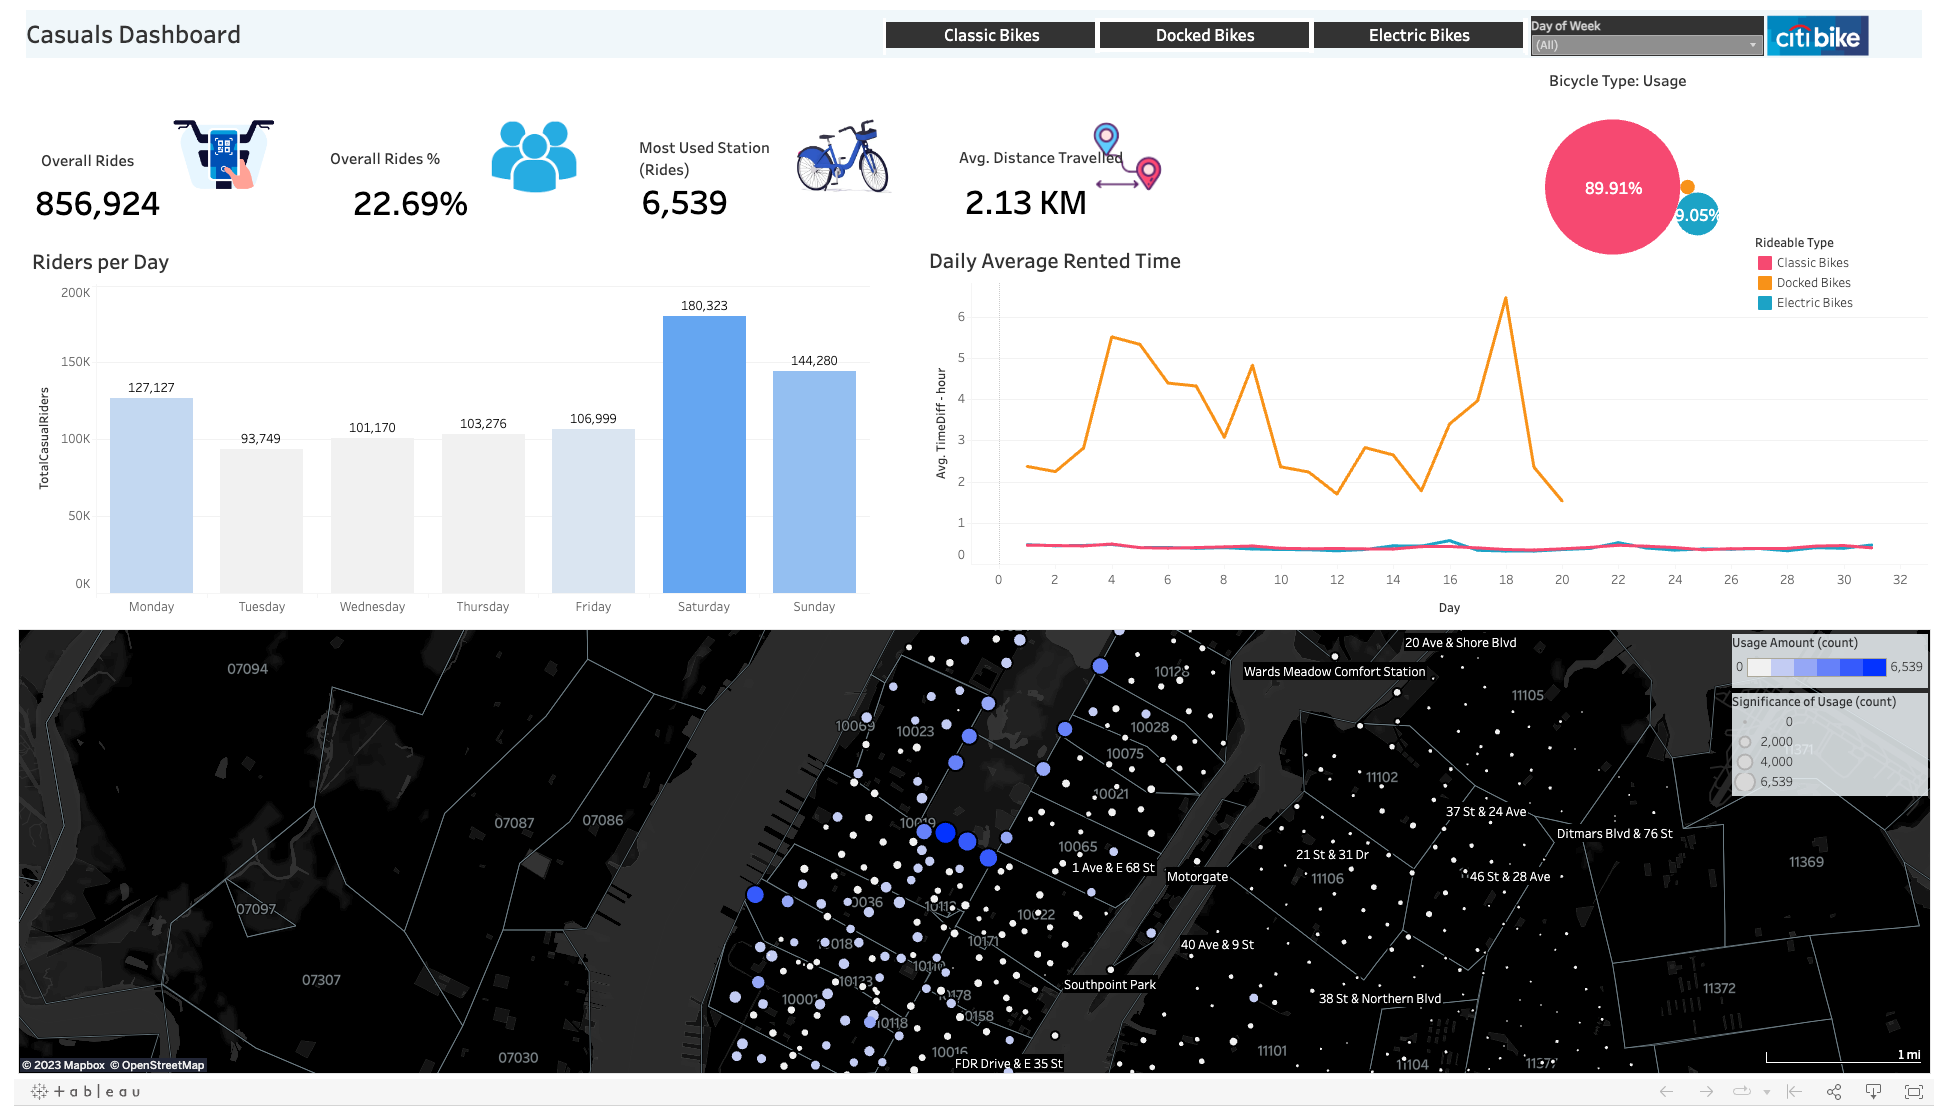 Casuals Dashboard
Classic Bikes
Docked Bikes
Electric Bikes
Day of Week
(All)
citibike
Bicycle Type: Usage
Overall Rides
856,924
Overall Rides %
22.69%
Most Used Station
(Rides)
6,539
Avg. Distance Travelled
2.13 KM
89.91%
9.05%
Rideable Type
Classic Bikes
Docked Bikes
Electric Bikes
Riders per Day
TotalCasualRiders
200K
150K
100K
50K
0K
127,127
93,749
101,170
103,276
106,999
180,323
144,280
Monday
Tuesday
Wednesday
Thursday
Friday
Saturday
Sunday
Daily Average Rented Time
Avg. TimeDiff - hour
6
5
4
3
2
1
0
0 2 4 6 8 10 12 14 16 18 20 22 24 26 28 30 32
Day
Usage Amount (count)
0 6,539
Significance of Usage (count)
0
2,000
4,000
6,539
20 Ave & Shore Blvd
Wards Meadow Comfort Station
07094
10128
11105
10069
10023
10028
10075
11371
11102
10021
07087
07086
10019
37 St & 24 Ave
Ditmars Blvd & 76 St
10065
21 St & 31 Dr
11369
1 Ave & E 68 St
Motorgate
11106
46 St & 28 Ave
07097
10036
10112
10022
10018
10171
40 Ave & 9 St
10110
07307
10123
10001
10178
Southpoint Park
11372
38 St & Northern Blvd
10158
10118
07030
10016
11101
FDR Drive & E 35 St
11104
11377
1 mi
© 2023 Mapbox © OpenStreetMap
tableau